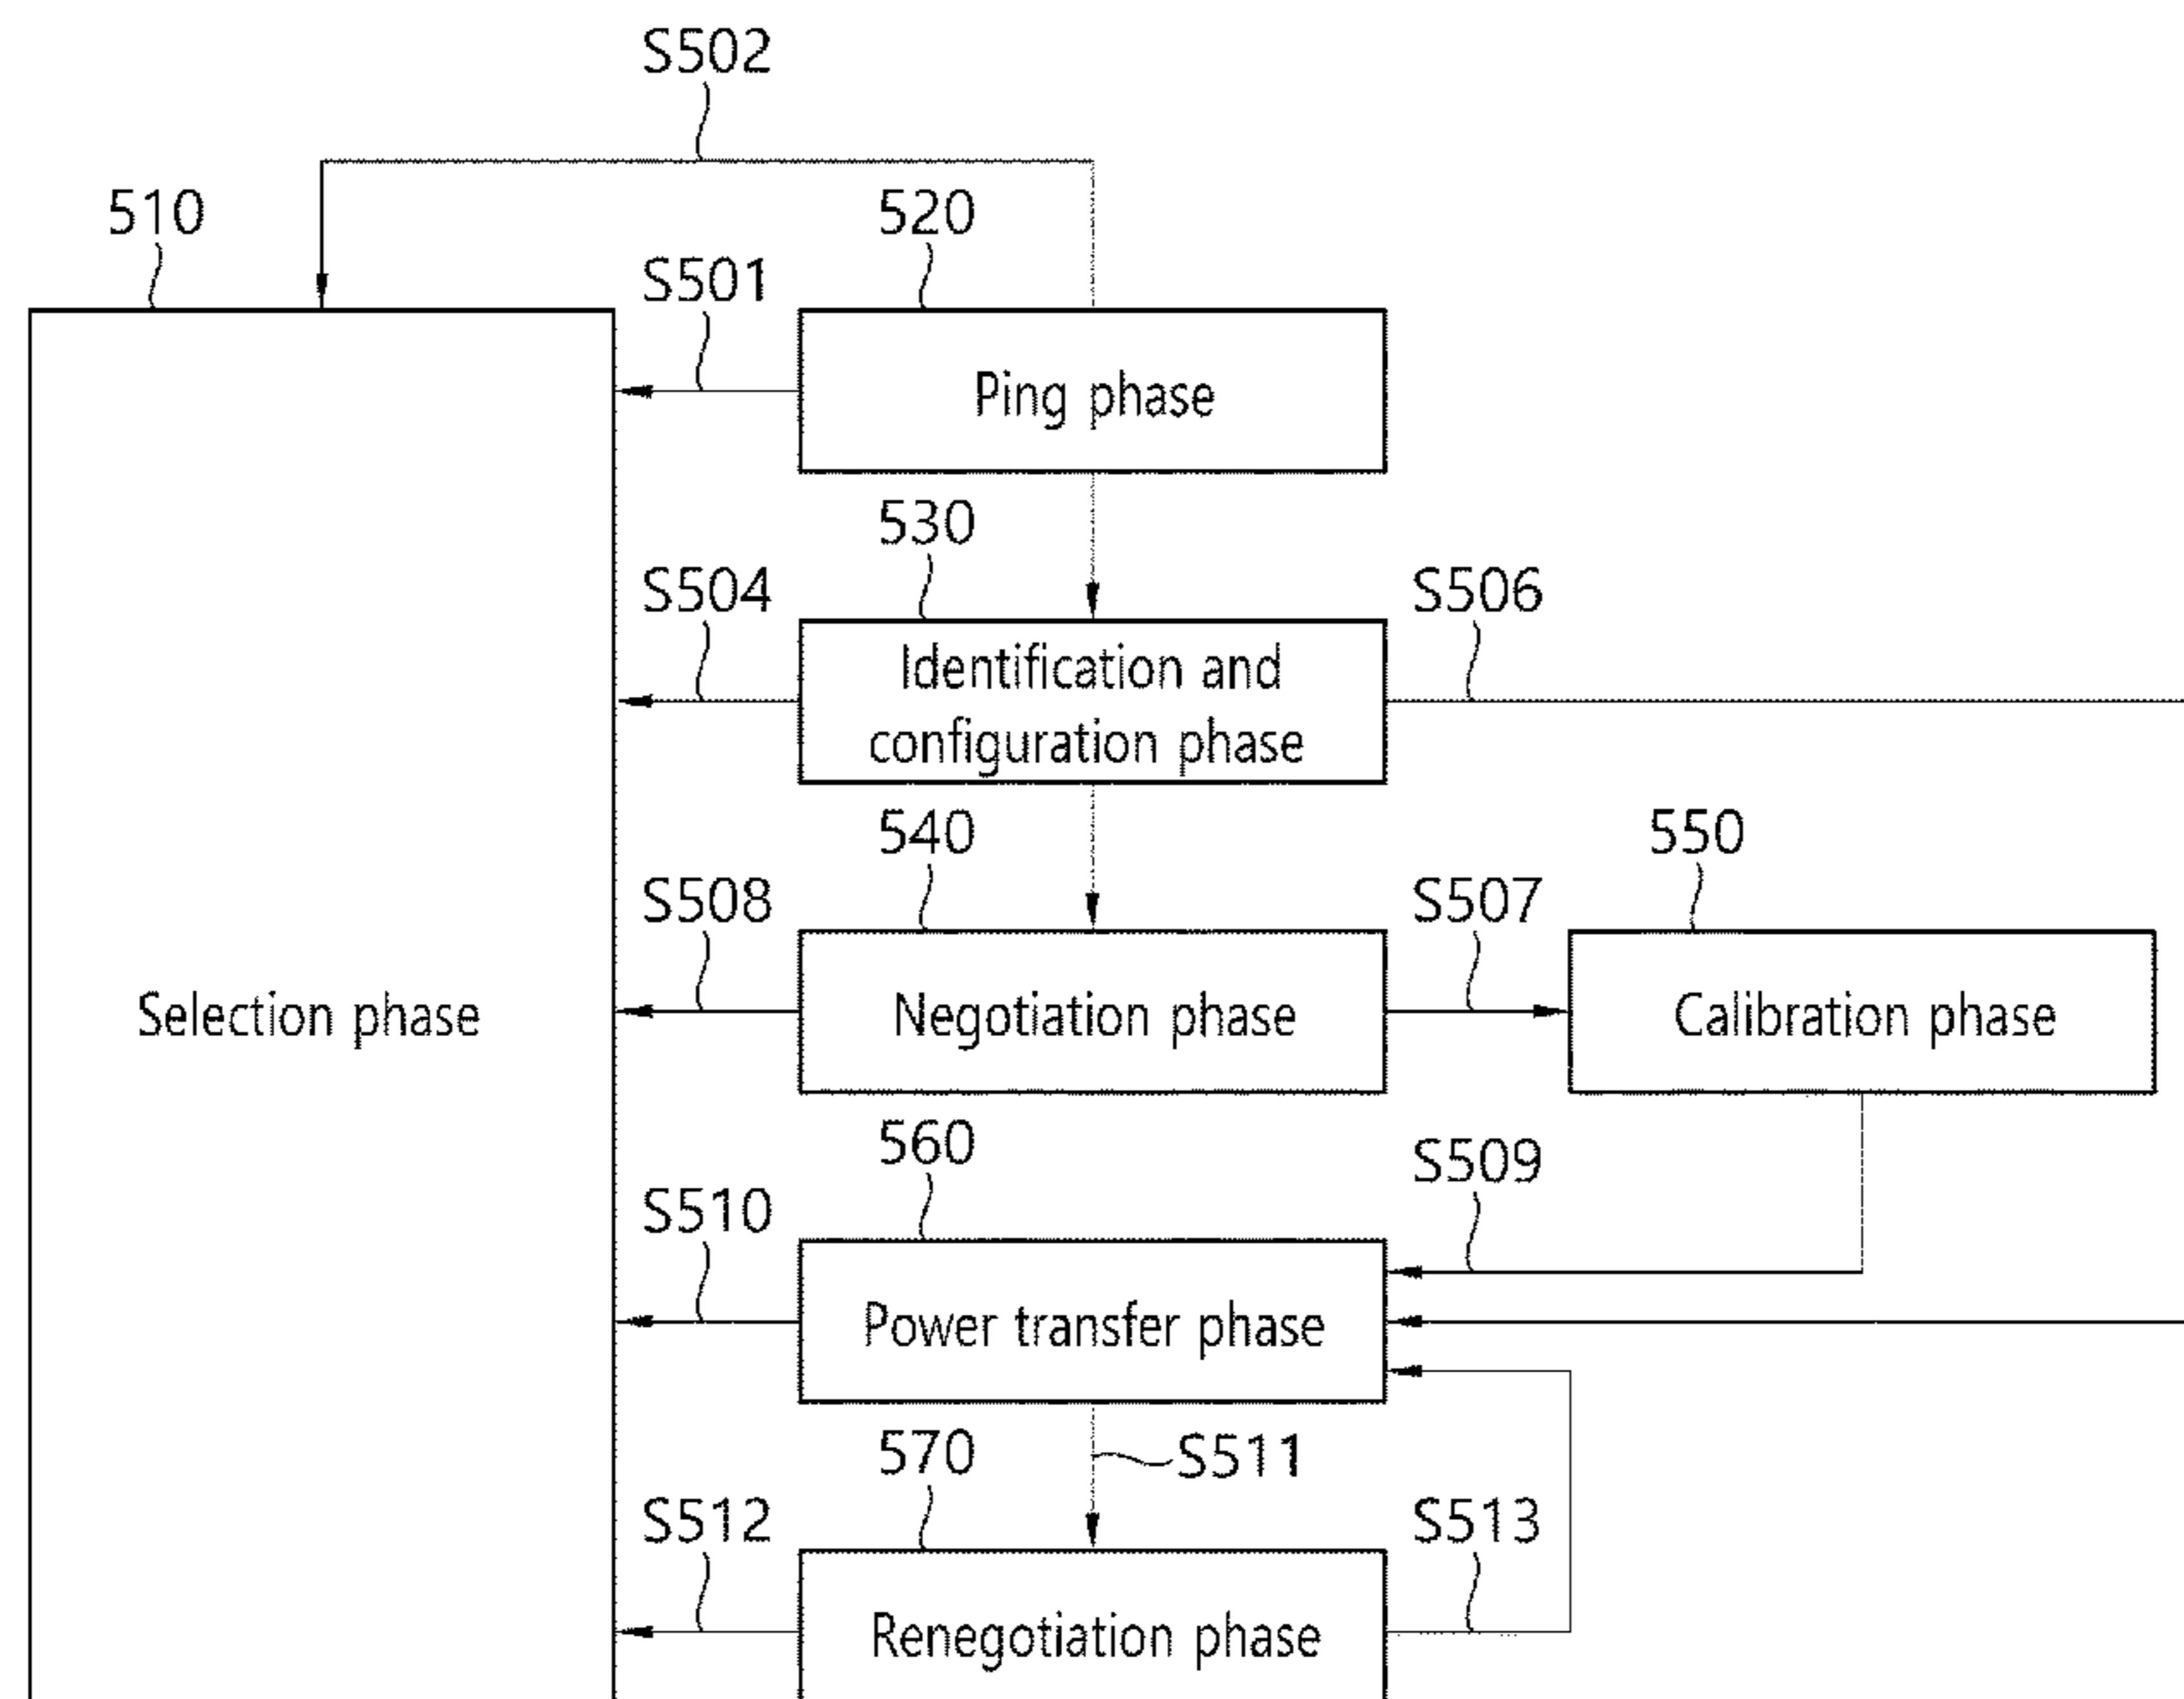 S502
510
520
S501
Ping phase
530
S504
S506
Identification and
configuration phase
540
550
S508
S507
Selection phase
Negotiation phase
Calibration phase
560
S509
S510
Power transfer phase
570
S511
S512
S513
Renegotiation phase